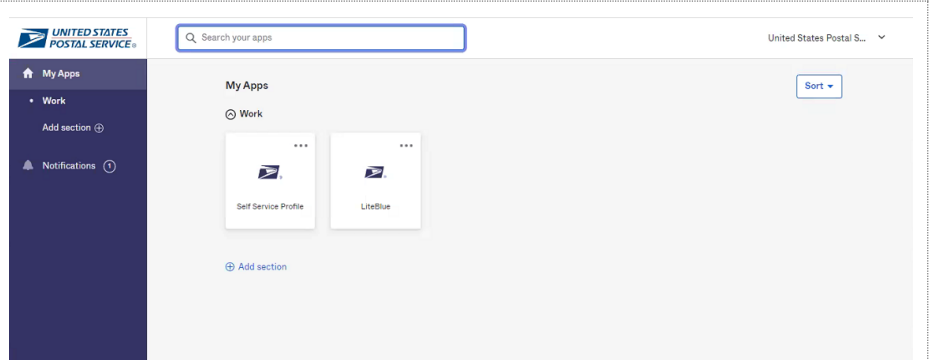 UNITED STATES
POSTAL SERVICE®
Search your apps
United States Postal S...
My Apps
Work
Add section
Notifications 1
My Apps
Sort
Work
Self Service Profile
LiteBlue
Add section